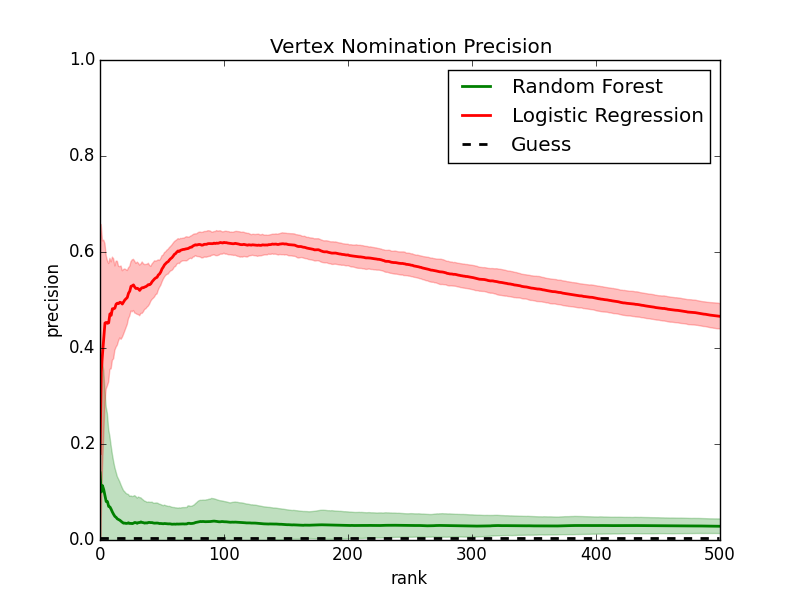 Vertex Nomination Precision
1.0
0.8
0.6
0.4
0.2
0.0
precision
Random Forest
Logistic Regression
Guess
0 100 200 300 400 500
rank